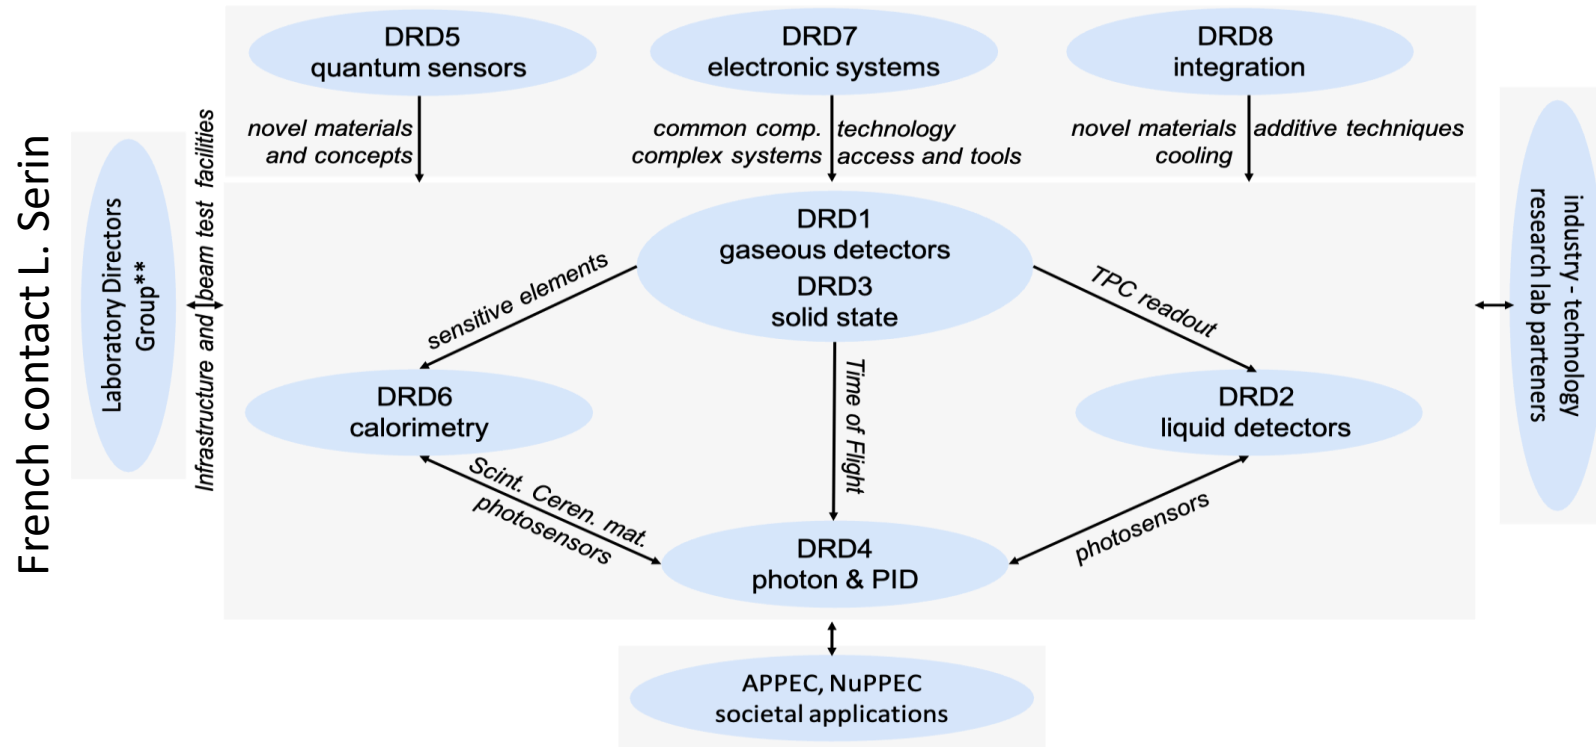 DRD5
quantum sensors
DRD7
electronic systems
DRD8
integration
novel materials
and concepts
common comp.
complex systems
technology
access and tools
novel materials
cooling
additive techniques
French contact L. Serin
Laboratory Directors
Group**
Infrastructure and beam test facilities
DRD1
gaseous detectors
DRD3
solid state
sensitive elements
TPC readout
Time of Flight
DRD6
calorimetry
DRD2
liquid detectors
Scint. Ceren. mat.
photosensors
photosensors
DRD4
photon & PID
industry - technology
research lab parteners
APPEC, NuPPEC
societal applications